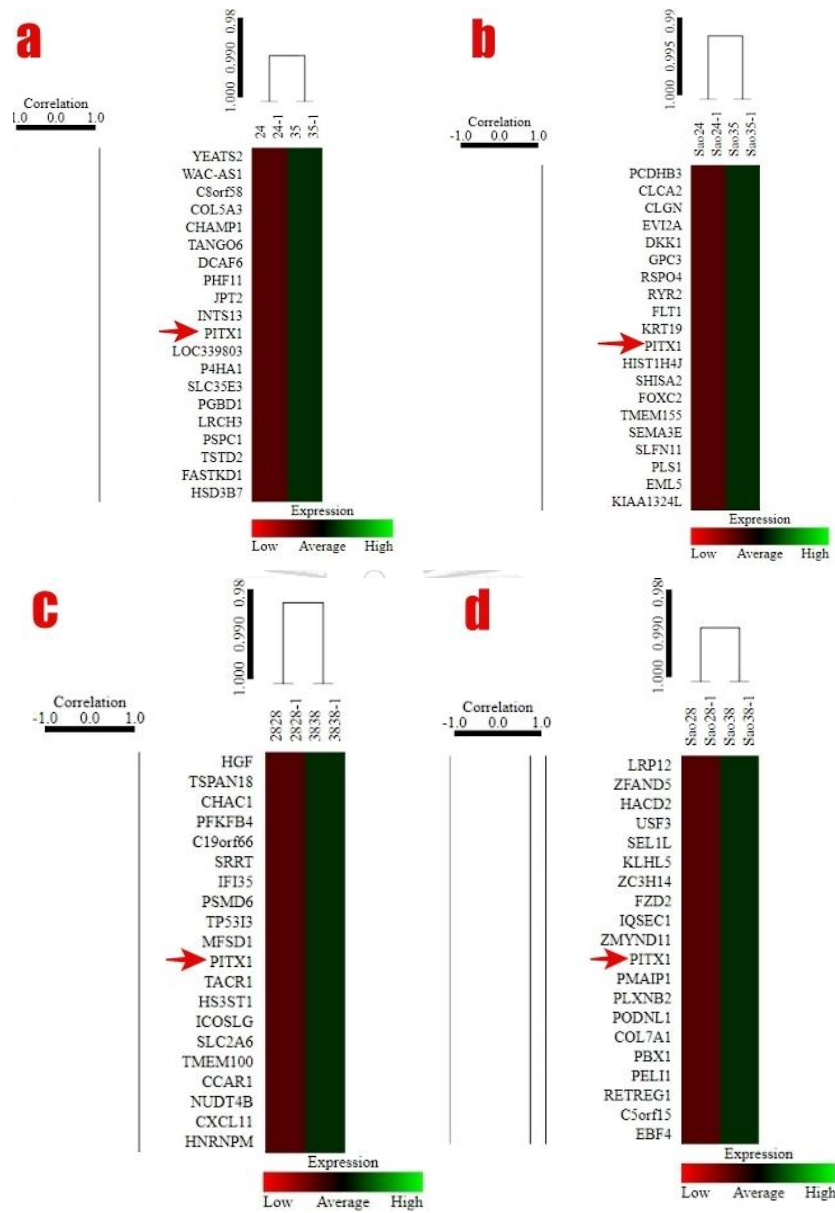 a
0.98
0.990
1.000
Correlation
1.0 0.0 1.0
24
24-1
35
35-1
YEATS2
WAC-AS1
C8orf58
COL5A3
CHAMP1
TANGO6
DCAF6
PHF11
JPT2
INTS13
PITX1
LOC339803
P4HA1
SLC35E3
PGBD1
LRCH3
PSPC1
TSTD2
FASTKD1
HSD3B7
Expression
Low Average High
b
0.99
0.995
1.000
Correlation
-1.0 0.0 1.0
Sao24
Sao24-1
Sao35
Sao35-1
PCDHB3
CLCA2
CLGN
EVI2A
DKK1
GPC3
RSPO4
RYR2
FLT1
KRT19
PITX1
HIST1H4J
SHISA2
FOXC2
TMEM155
SEMA3E
SLFN11
PLS1
EML5
KIAA1324L
Expression
Low Average High
c
0.98
0.990
1.000
Correlation
-1.0 0.0 1.0
2828
2828-1
3838
3838-1
HGF
TSPAN18
CHAC1
PFKFB4
C19orf66
SRRT
IFI35
PSMD6
TP53I3
MFSD1
PITX1
TACR1
HS3ST1
ICOSLG
SLC2A6
TMEM100
CCAR1
NUDT4B
CXCL11
HNRNPM
Expression
Low Average High
d
0.98
0.990
1.000
Correlation
-1.0 0.0 1.0
Sao28
Sao28-1
Sao38
Sao38-1
LRP12
ZFAND5
HACD2
USF3
SEL1L
KLHL5
ZC3H14
FZD2
IQSEC1
ZMYND11
PITX1
PMAIP1
PLXNB2
PODNL1
COL7A1
PBX1
PELI1
RETREG1
C5orf15
EBF4
Expression
Low Average High